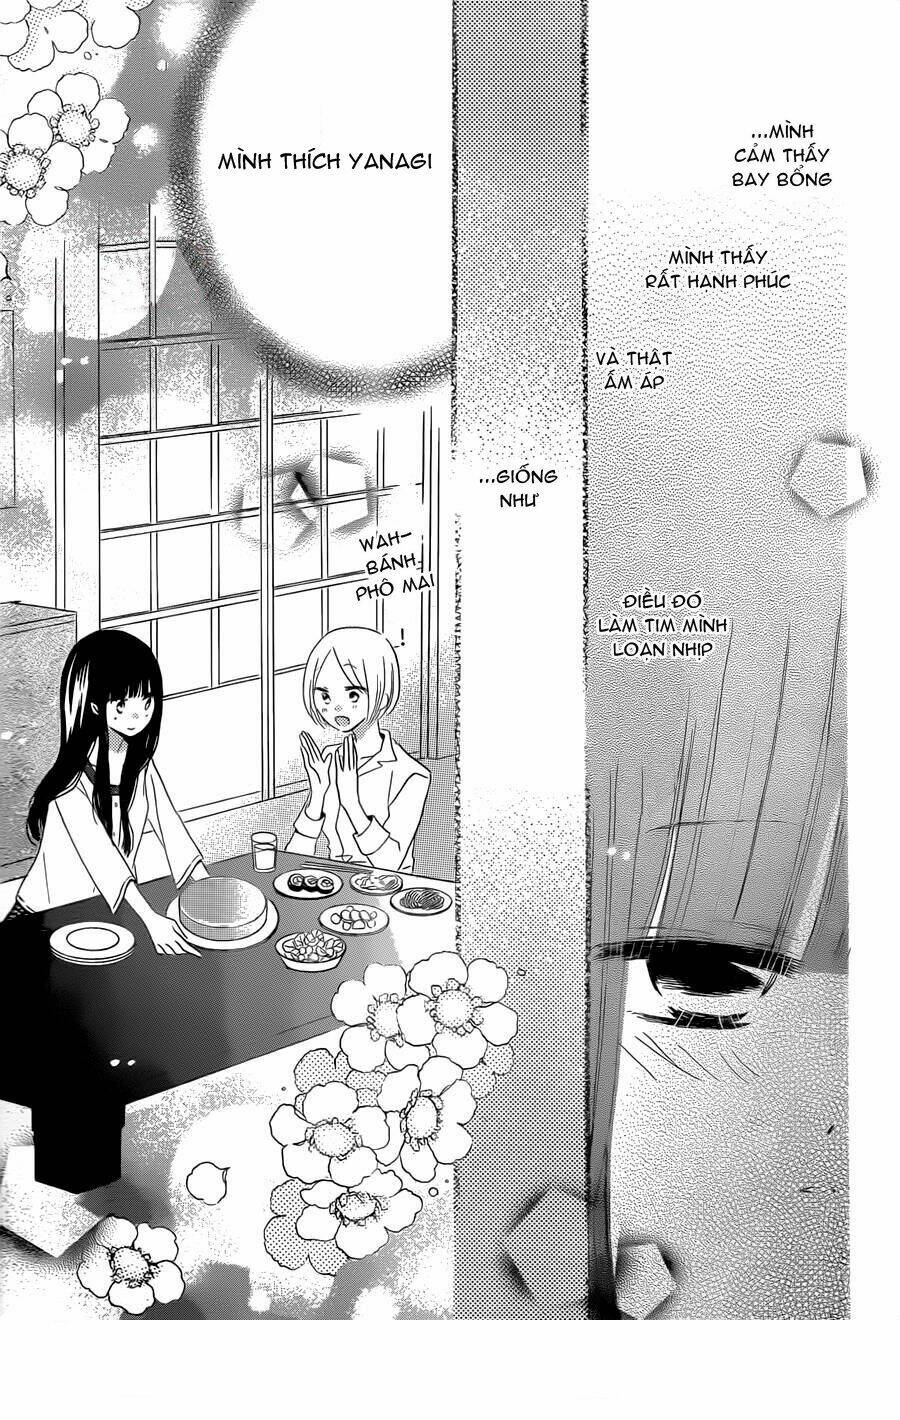 ...MÌNH
CẢM THẤY
BAY BỔNG
MÌNH THẤY
RẤT HẠNH PHÚC
VÀ THẬT
ẤM ÁP
ĐIỀU ĐÓ
LÀM TIM MÌNH
LOẠN NHỊP
...GIỐNG
NHƯ
MÌNH THÍCH YANAGI
WAH-
BÁNH
PHÔ MAI
!